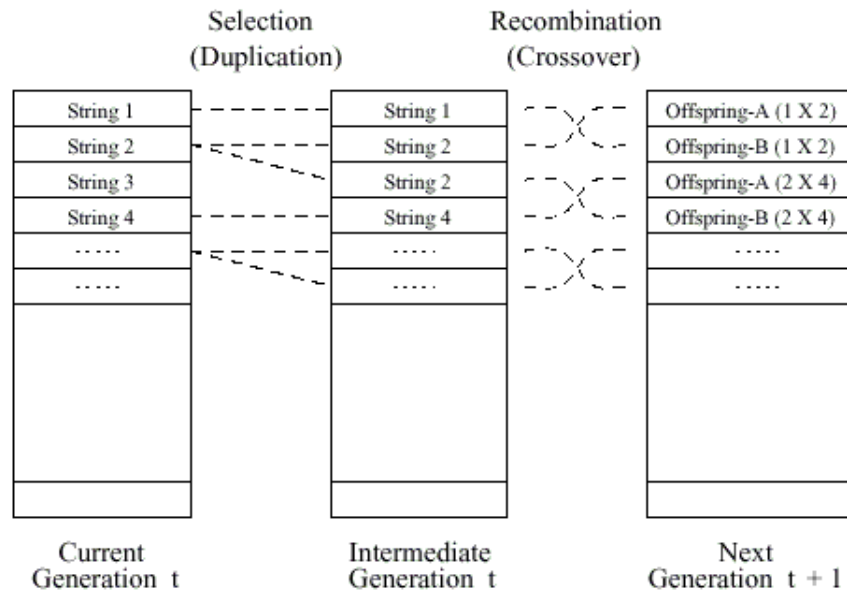 Selection
(Duplication)
Recombination
(Crossover)
String 1
String 2
String 3
String 4
.....
.....
String 1
String 2
String 2
String 4
.....
.....
Offspring-A (1 X 2)
Offspring-B (1 X 2)
Offspring-A (2 X 4)
Offspring-B (2 X 4)
.....
.....
Current
Generation t
Intermediate
Generation t
Next
Generation t + 1